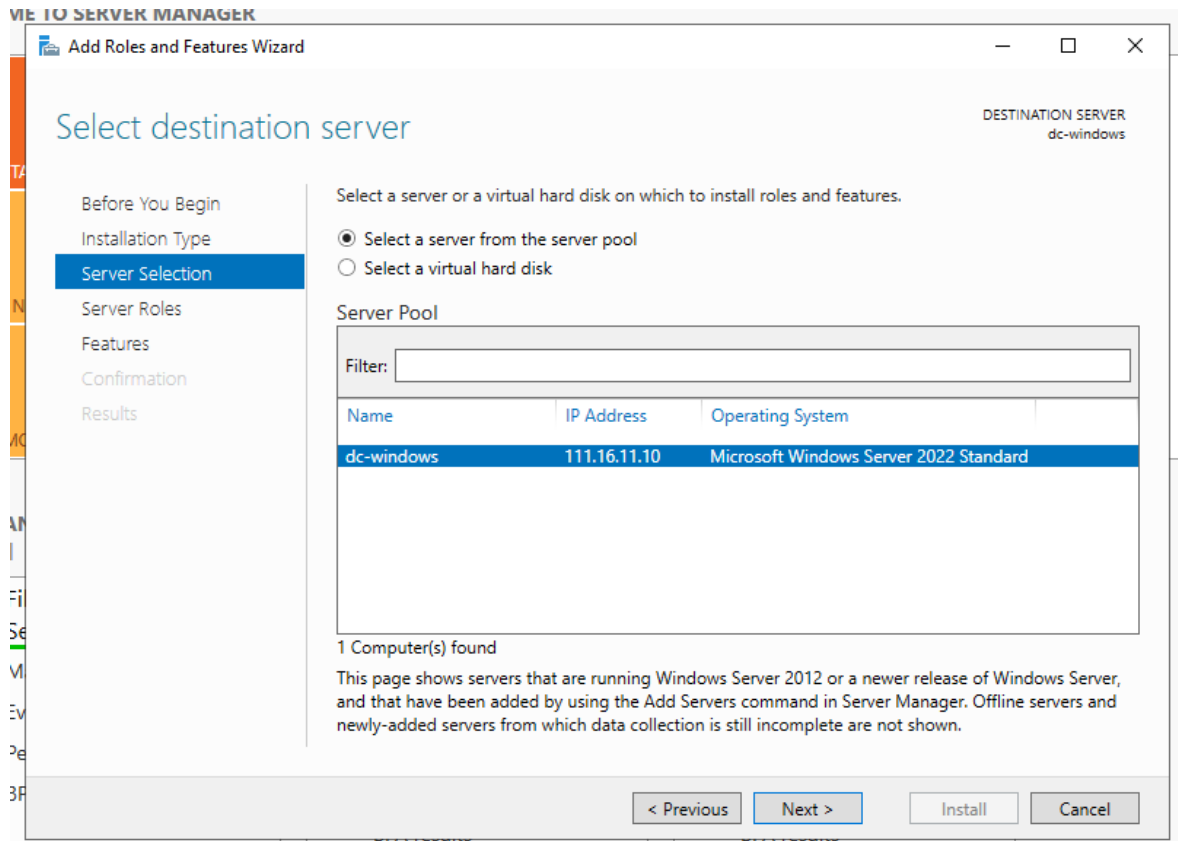 ME TO SERVER MANAGER
Add Roles and Features Wizard
Select destination server
DESTINATION SERVER
dc-windows
Before You Begin
Installation Type
Server Selection
Server Roles
Features
Confirmation
Results
Select a server or a virtual hard disk on which to install roles and features.
Select a server from the server pool
Select a virtual hard disk
Server Pool
Filter:
Name IP Address Operating System
dc-windows 111.16.11.10 Microsoft Windows Server 2022 Standard
1 Computer(s) found
This page shows servers that are running Windows Server 2012 or a newer release of Windows Server,
and that have been added by using the Add Servers command in Server Manager. Offline servers and
newly-added servers from which data collection is still incomplete are not shown.
< Previous Next > Install Cancel